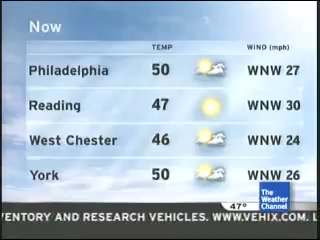 Now
TEMP WIND (mph)
Philadelphia 50 WNW 27
Reading 47 WNW 30
West Chester 46 WNW 24
York 50 WNW 26
The
Weather
Channel
47°
VENTORY AND RESEARCH VEHICLES. WWW.VEHIX.COM.